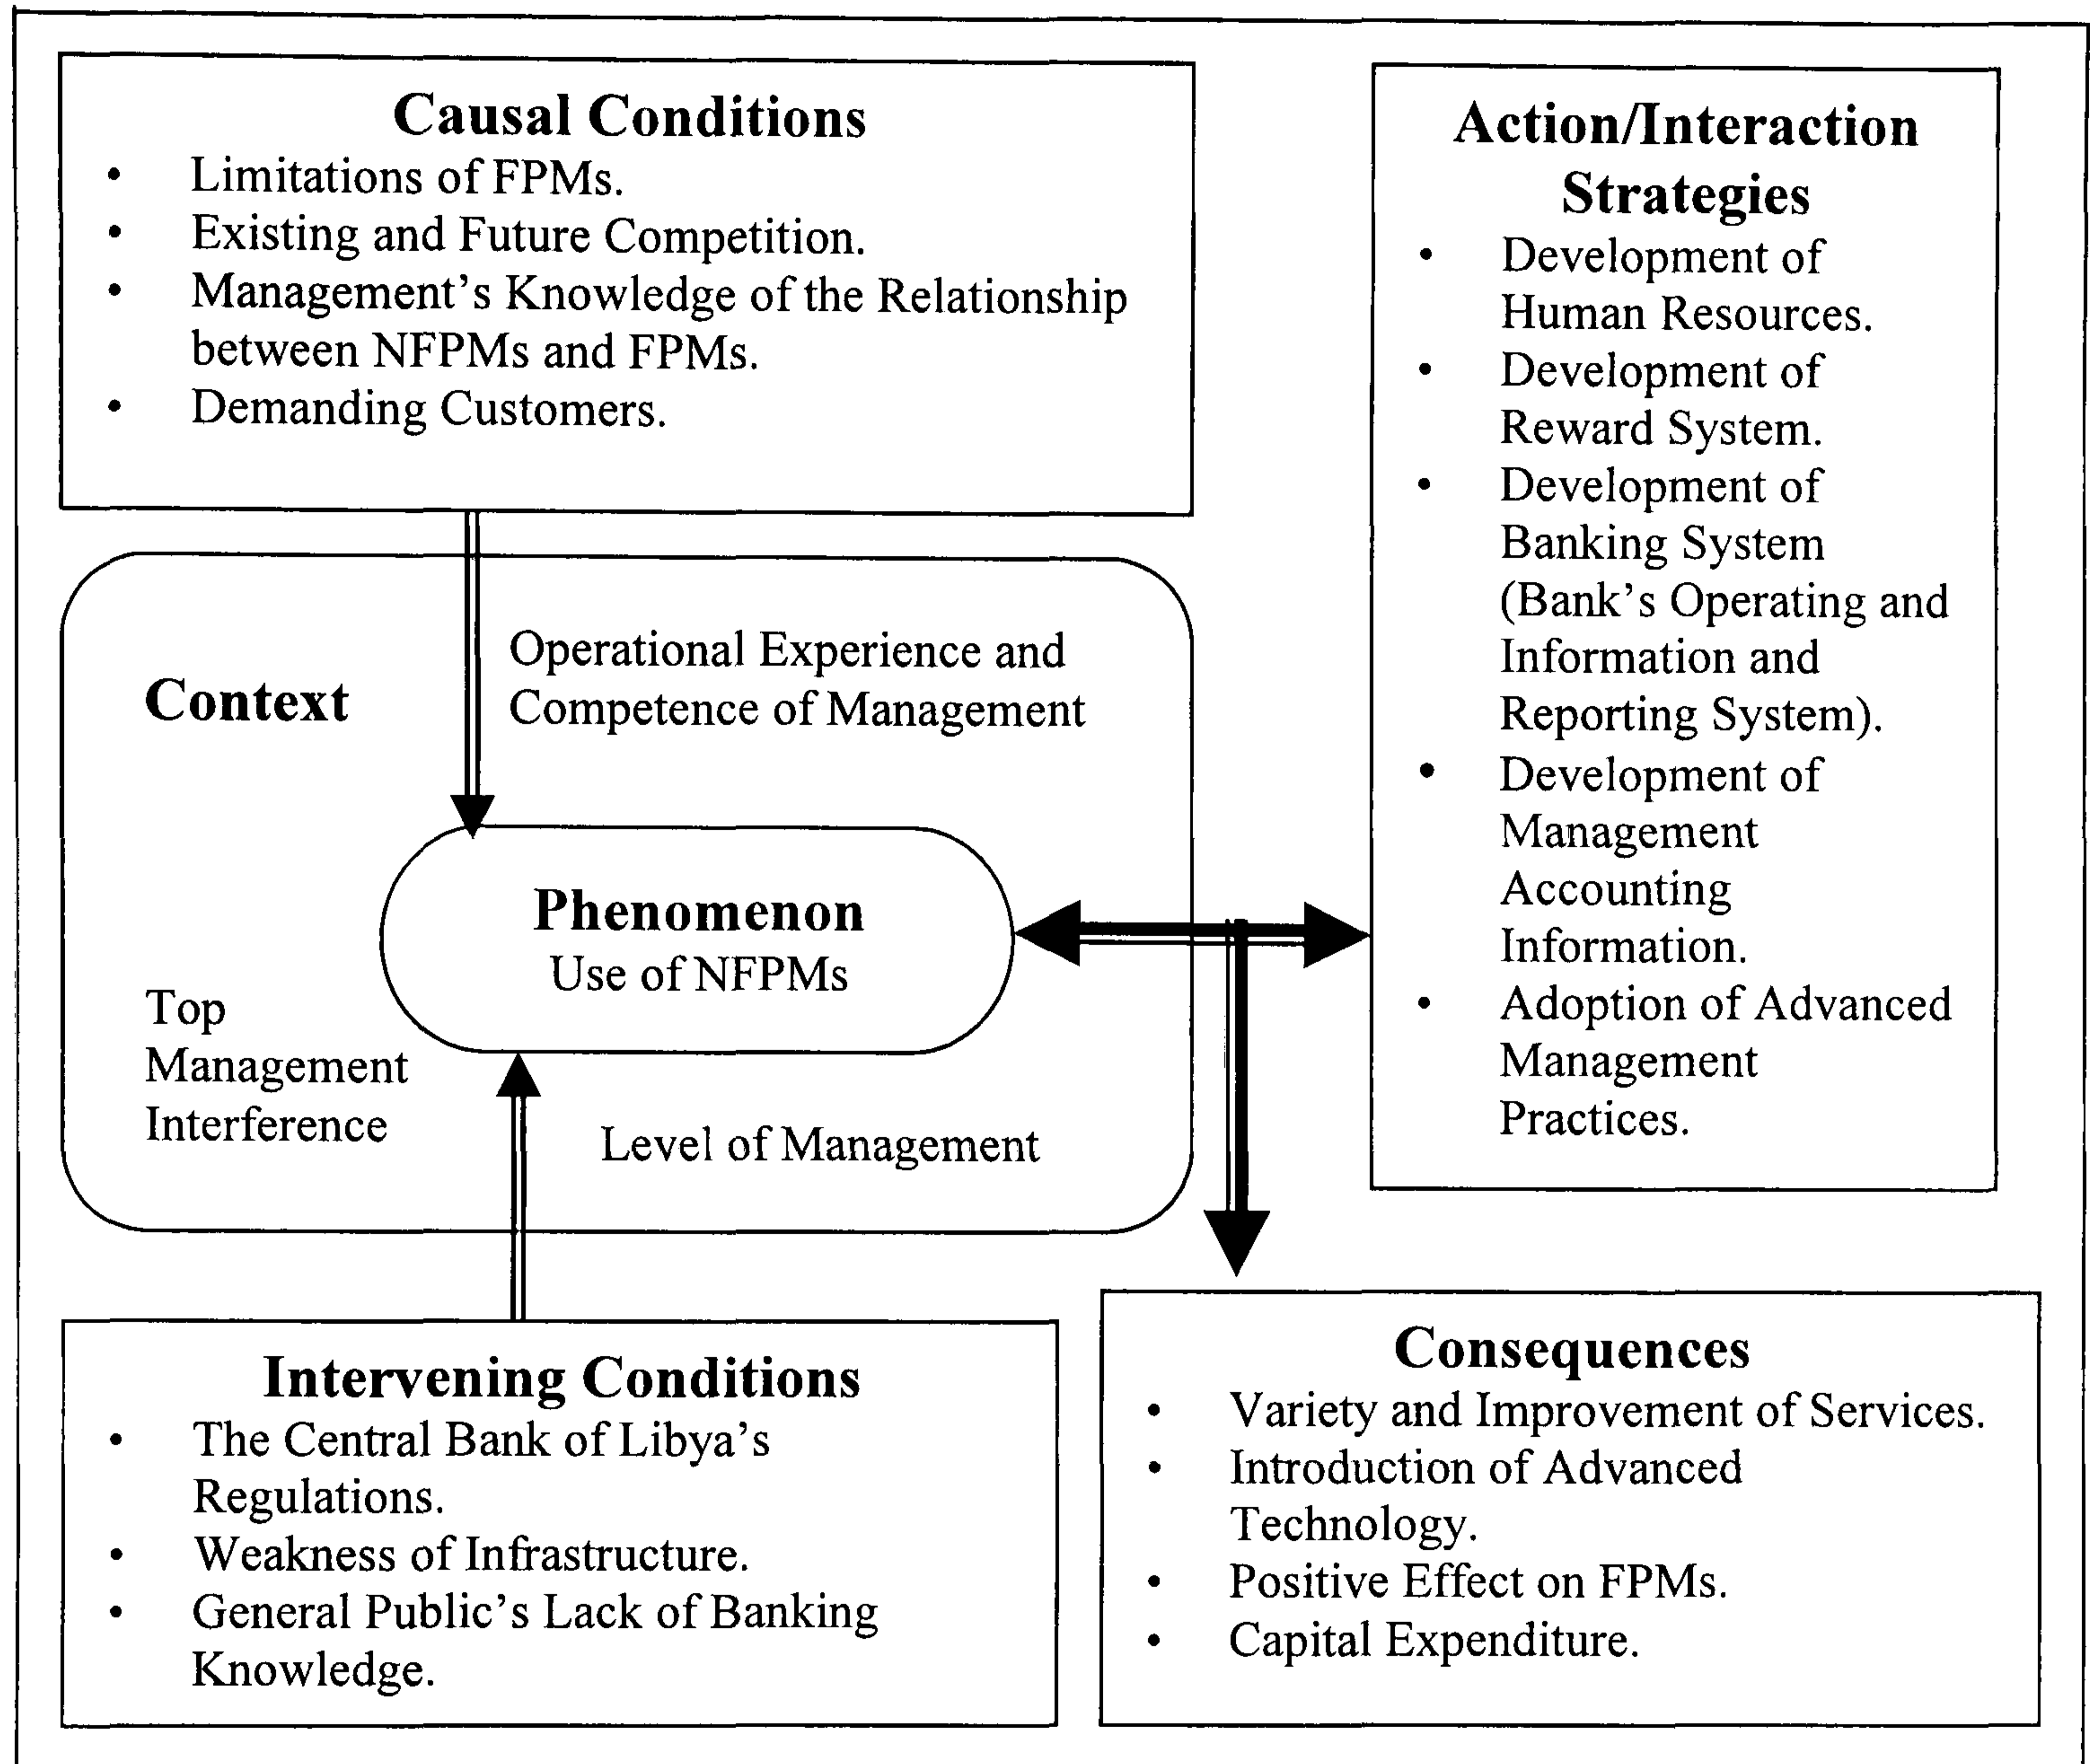 Causal Conditions
• Limitations of FPMs.
• Existing and Future Competition.
• Management's Knowledge of the Relationship
between NFPMs and FPMs.
• Demanding Customers.
Action/Interaction
Strategies
• Development of
Human Resources.
• Development of
Reward System.
• Development of
Banking System
(Bank's Operating and
Information and
Reporting System).
• Development of
Management
Accounting
Information.
• Adoption of Advanced
Management
Practices.
Context
Operational Experience and
Competence of Management
Phenomenon
Use of NFPMs
Top
Management
Interference
Level of Management
Intervening Conditions
• The Central Bank of Libya's
Regulations.
• Weakness of Infrastructure.
• General Public's Lack of Banking
Knowledge.
Consequences
• Variety and Improvement of Services.
• Introduction of Advanced
Technology.
• Positive Effect on FPMs.
• Capital Expenditure.